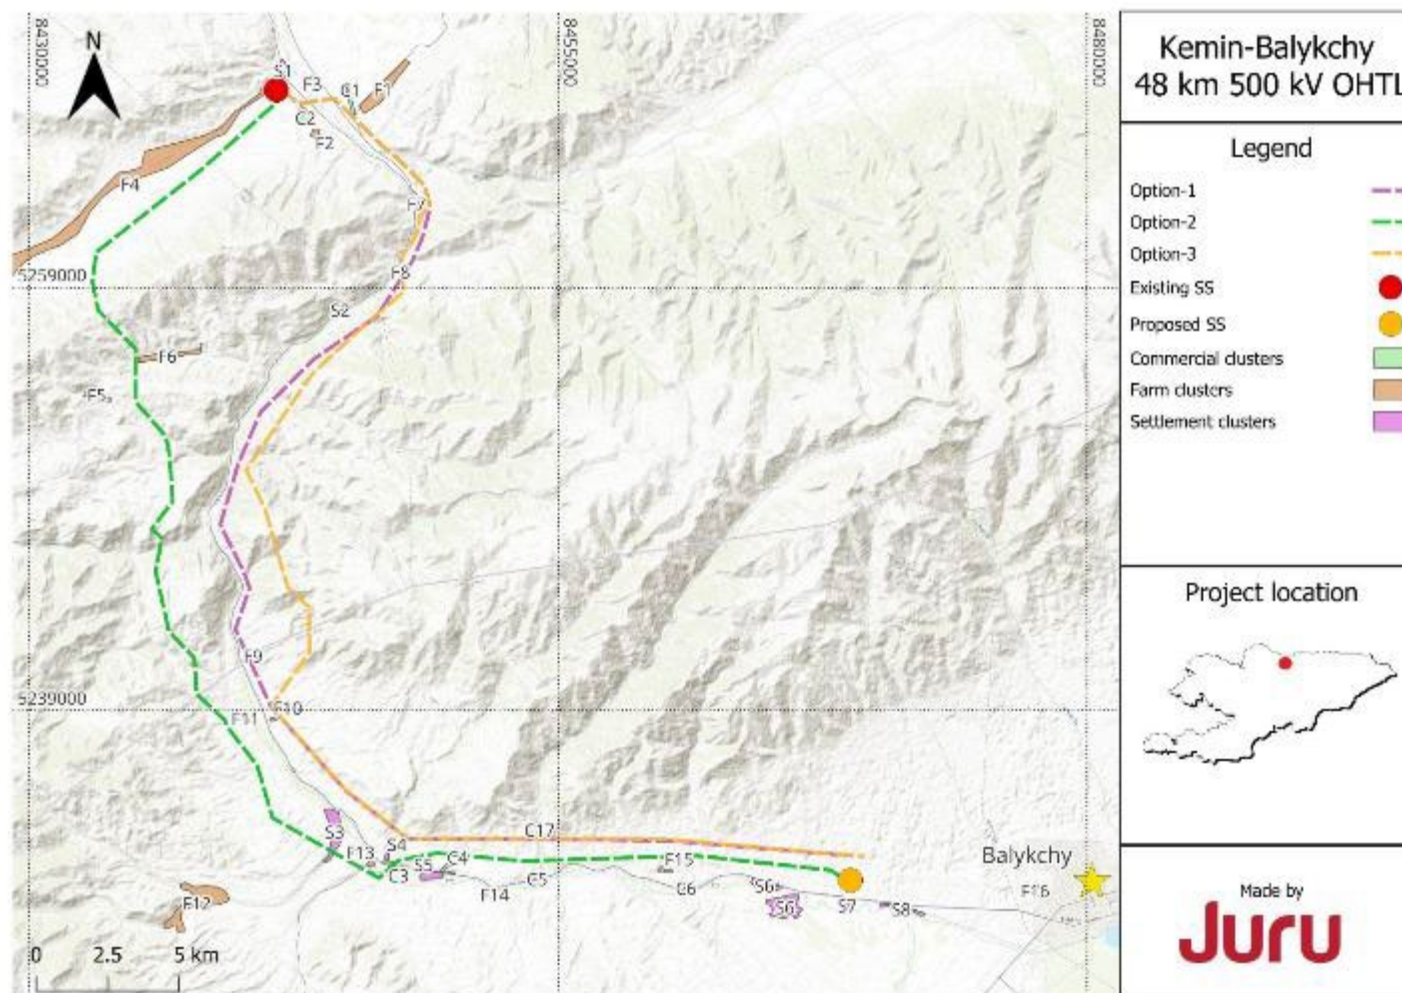 8430000
8455000
8480000
N
S1
F3
C1
F1
C2
F2
F4
F7
5259000
F8
S2
F6
F5
F9
5239000
F11
F10
S3
F13
S4
C17
S5
C4
C3
F14
C5
F15
C6
S6
S6
S7
S8
F12
Balykchy
F16
0 2.5 5 km
Kemin-Balykchy
48 km 500 kV OHTL
Legend
Option-1
Option-2
Option-3
Existing SS
Proposed SS
Commercial clusters
Farm clusters
Settlement clusters
Project location
Made by
Juru